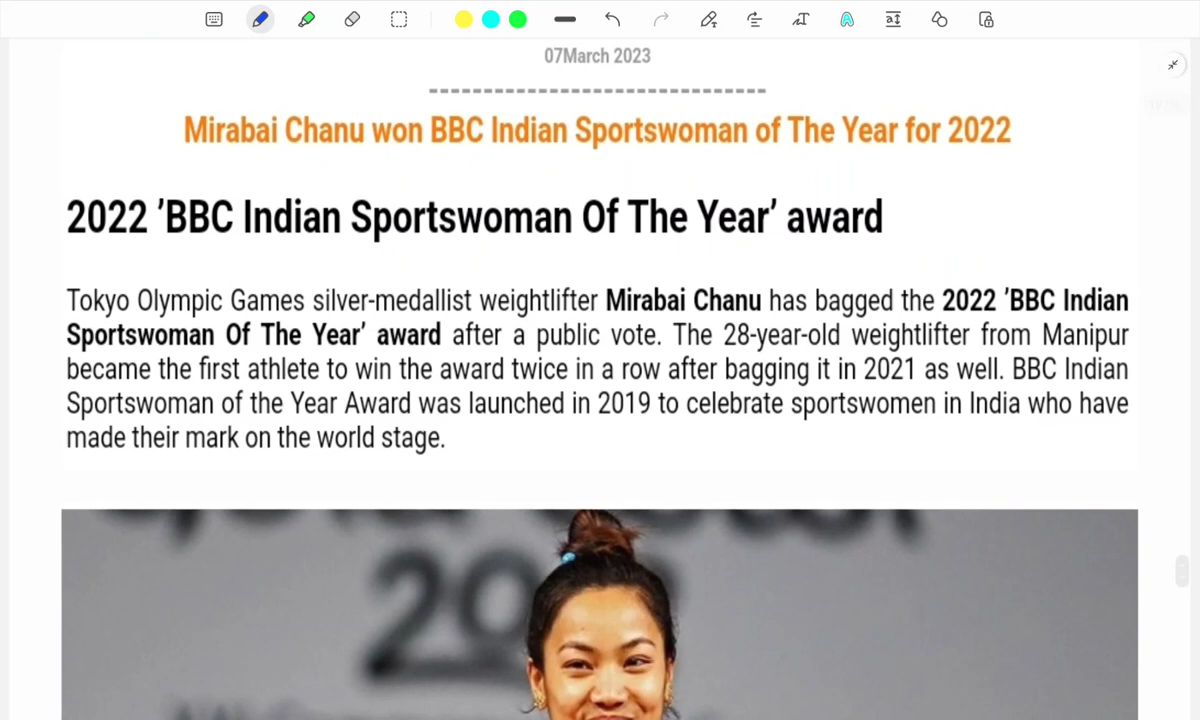 07March 2023
------------------------------
Mirabai Chanu won BBC Indian Sportswoman of The Year for 2022
2022 ’BBC Indian Sportswoman Of The Year’ award
Tokyo Olympic Games silver-medallist weightlifter Mirabai Chanu has bagged the 2022 ’BBC Indian
Sportswoman Of The Year’ award after a public vote. The 28-year-old weightlifter from Manipur
became the first athlete to win the award twice in a row after bagging it in 2021 as well. BBC Indian
Sportswoman of the Year Award was launched in 2019 to celebrate sportswomen in India who have
made their mark on the world stage.
20